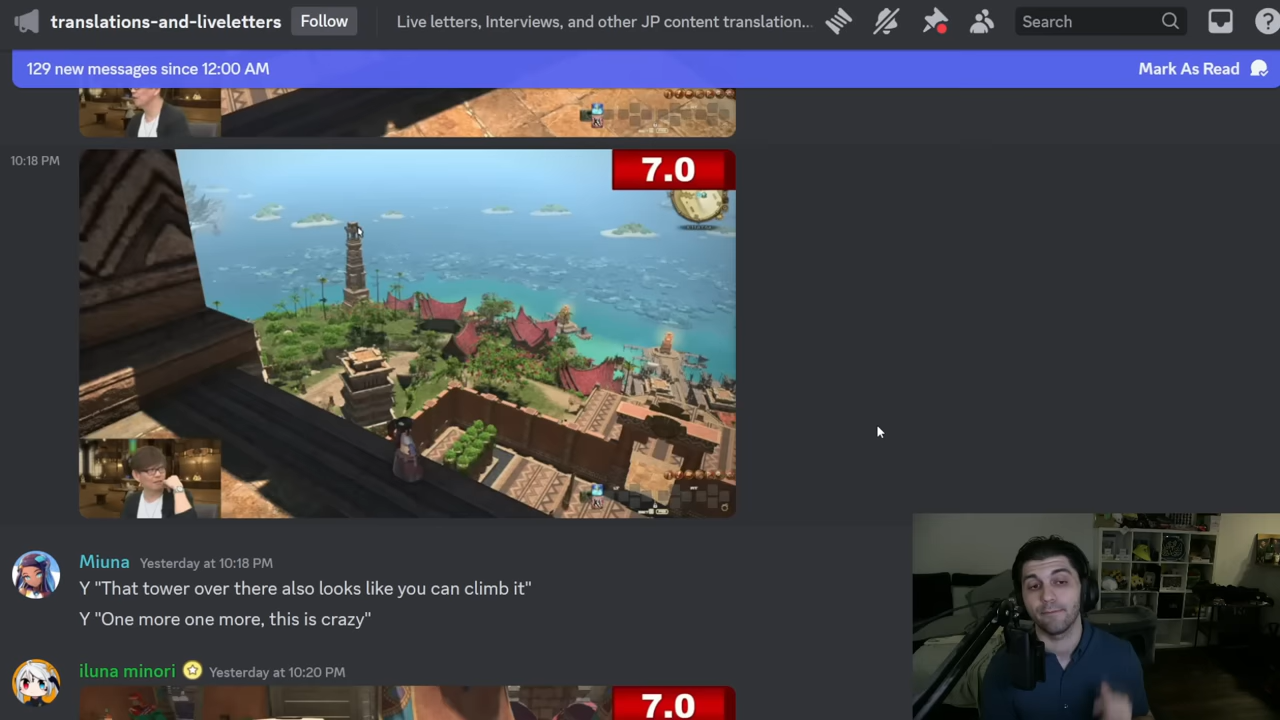 translations-and-liveletters
Follow
Live letters, Interviews, and other JP content translation...
Search
129 new messages since 12:00 AM
Mark As Read
10:18 PM
7.0
Miuna Yesterday at 10:18 PM
Y "That tower over there also looks like you can climb it"
Y "One more one more, this is crazy"
iluna minori Yesterday at 10:20 PM
7.0